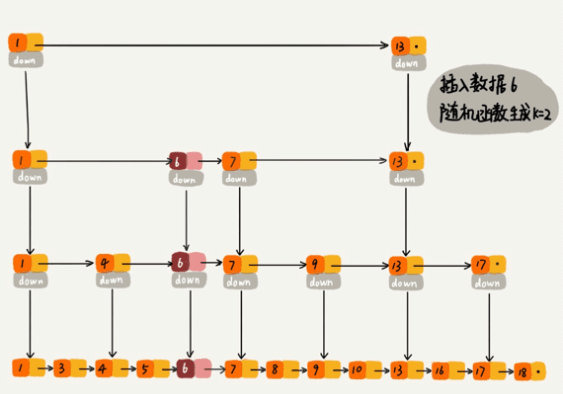 1 13
down down
插入数据6
随机函数生成k=2
1 6 7 13
down down down down
1 4 6 7 9 13 17
down down down down down down down
1 3 4 5 6 7 8 9 10 13 16 17 18